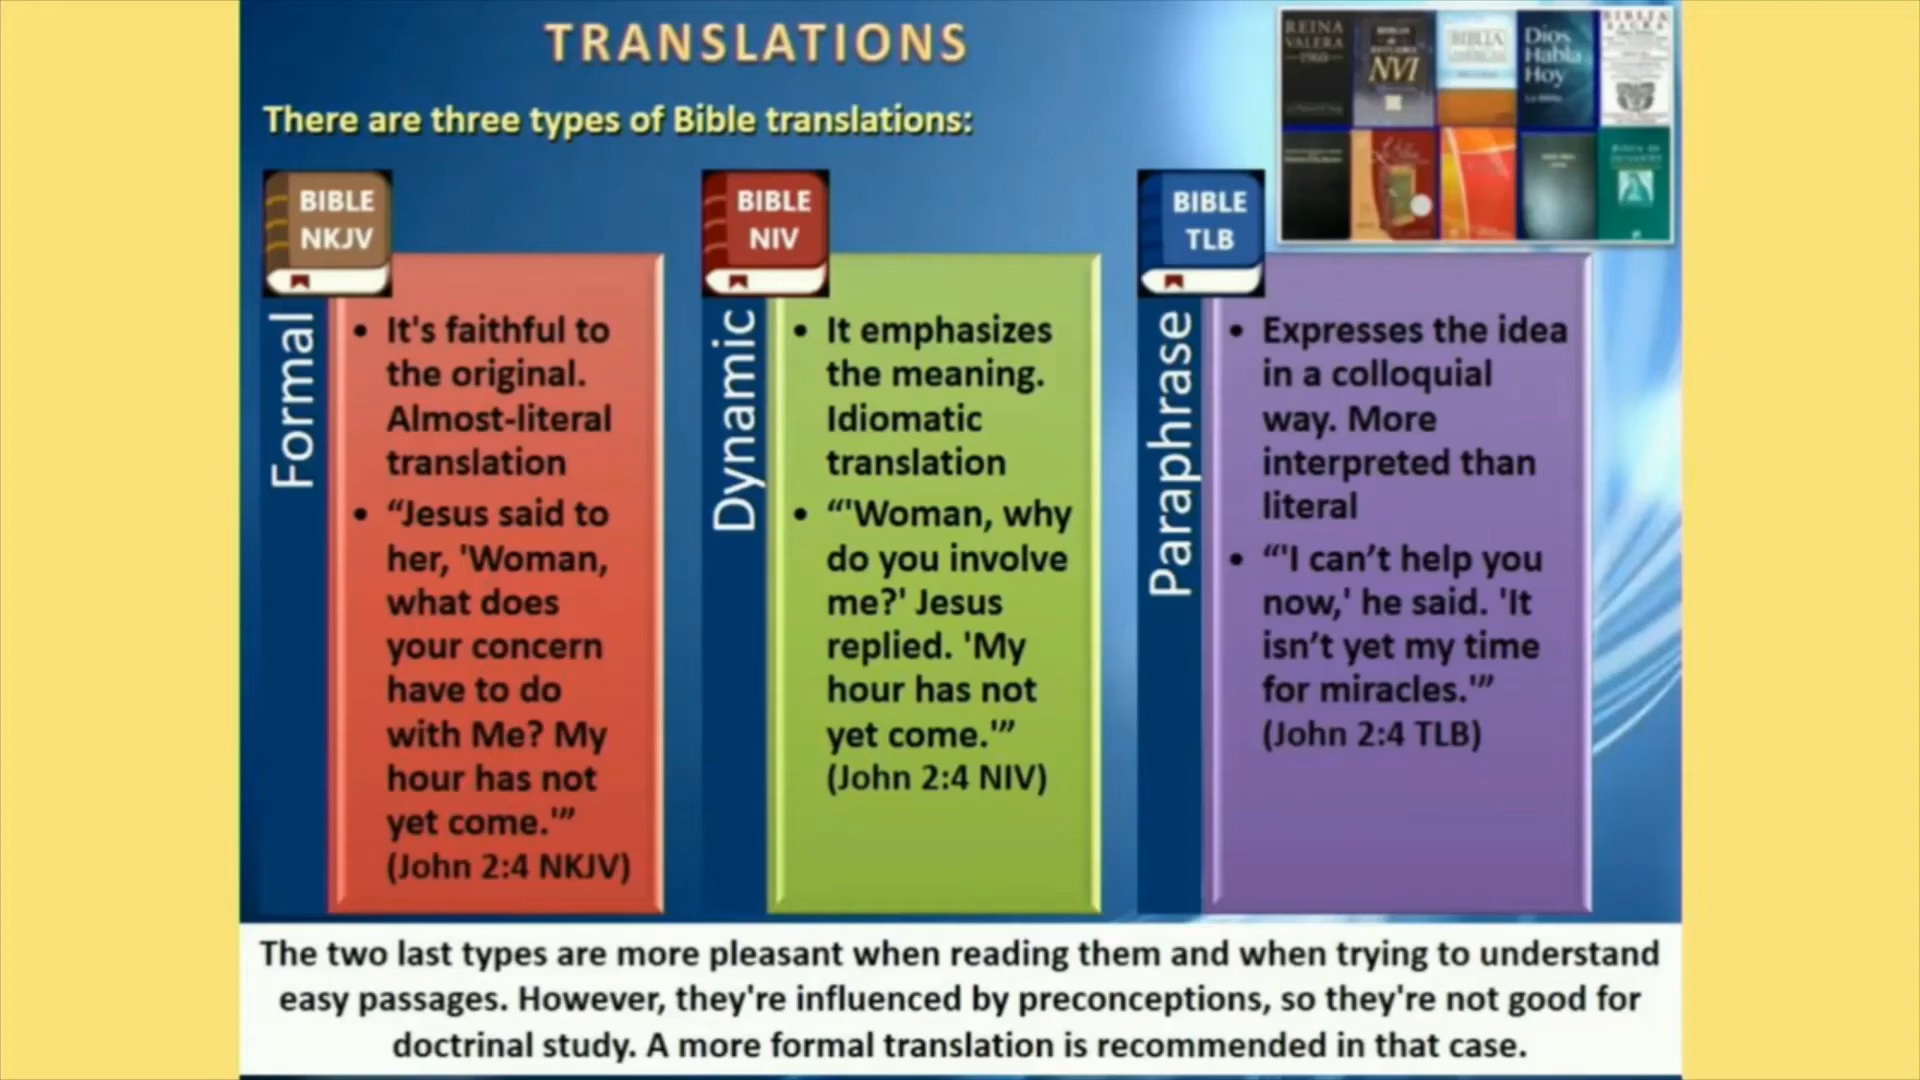 TRANSLATIONS
There are three types of Bible translations:
REINA
VALERA
1960
NVI
BIBLIA
Dios
Habla
Hoy
BIBLE
NKJV
Formal
• It's faithful to
the original.
Almost-literal
translation
• “Jesus said to
her, 'Woman,
what does
your concern
have to do
with Me? My
hour has not
yet come.'”
(John 2:4 NKJV)
BIBLE
NIV
Dynamic
• It emphasizes
the meaning.
Idiomatic
translation
• “'Woman, why
do you involve
me?' Jesus
replied. 'My
hour has not
yet come.'”
(John 2:4 NIV)
BIBLE
TLB
Paraphrase
• Expresses the idea
in a colloquial
way. More
interpreted than
literal
• “'I can’t help you
now,' he said. 'It
isn’t yet my time
for miracles.'”
(John 2:4 TLB)
The two last types are more pleasant when reading them and when trying to understand
easy passages. However, they're influenced by preconceptions, so they're not good for
doctrinal study. A more formal translation is recommended in that case.